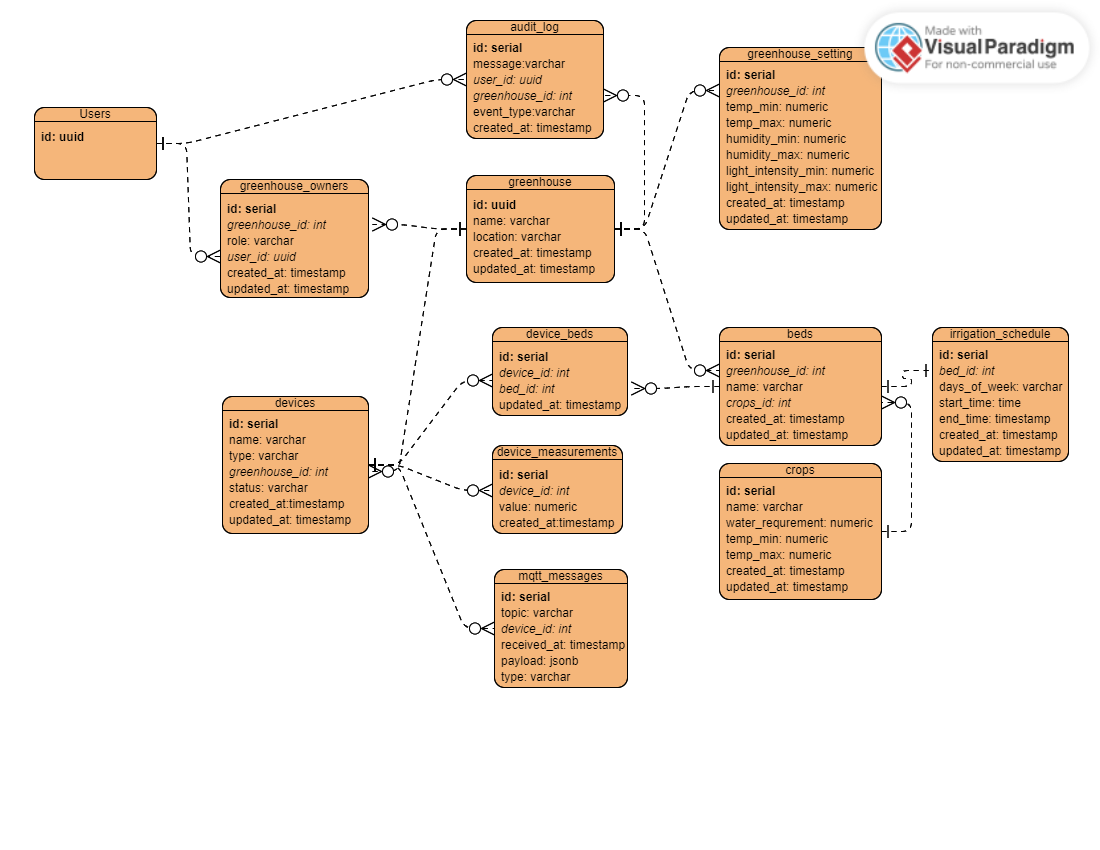 audit_log
id: serial
message:varchar
user_id: uuid
greenhouse_id: int
event_type:varchar
created_at: timestamp
Made with
Visual Paradigm
For non-commercial use
greenhouse_setting
id: serial
greenhouse_id: int
temp_min: numeric
temp_max: numeric
humidity_min: numeric
humidity_max: numeric
light_intensity_min: numeric
light_intensity_max: numeric
created_at: timestamp
updated_at: timestamp
Users
id: uuid
greenhouse_owners
id: serial
greenhouse_id: int
role: varchar
user_id: uuid
created_at: timestamp
updated_at: timestamp
greenhouse
id: uuid
name: varchar
location: varchar
created_at: timestamp
updated_at: timestamp
device_beds
id: serial
device_id: int
bed_id: int
updated_at: timestamp
beds
id: serial
greenhouse_id: int
name: varchar
crops_id: int
created_at: timestamp
updated_at: timestamp
irrigation_schedule
id: serial
bed_id: int
days_of_week: varchar
start_time: time
end_time: timestamp
created_at: timestamp
updated_at: timestamp
devices
id: serial
name: varchar
type: varchar
greenhouse_id: int
status: varchar
created_at:timestamp
updated_at: timestamp
device_measurements
id: serial
device_id: int
value: numeric
created_at:timestamp
crops
id: serial
name: varchar
water_requrement: numeric
temp_min: numeric
temp_max: numeric
created_at: timestamp
updated_at: timestamp
mqtt_messages
id: serial
topic: varchar
device_id: int
received_at: timestamp
payload: jsonb
type: varchar